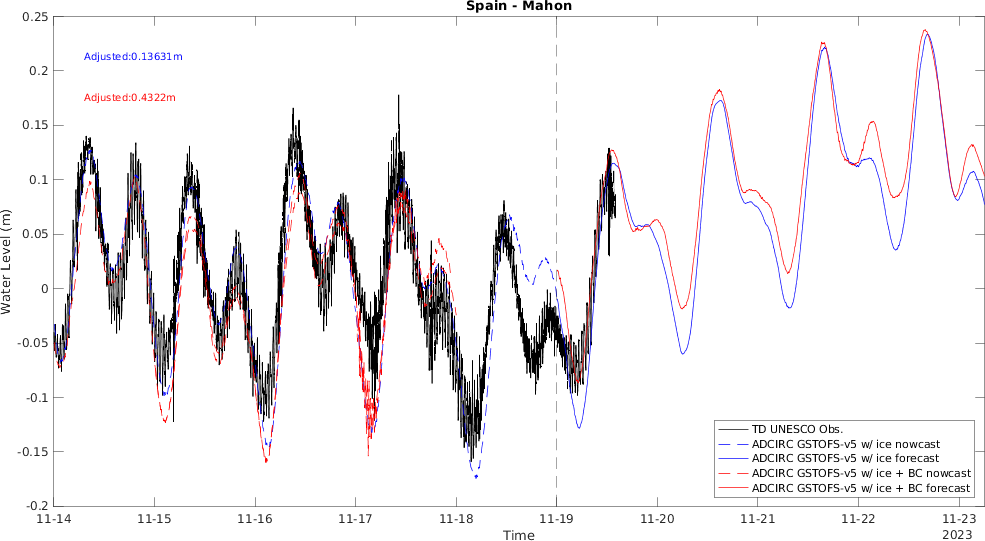 Spain - Mahon
0.25
0.2
0.15
0.1
0.05
0
-0.05
-0.1
-0.15
-0.2
Water Level (m)
Adjusted:0.13631m
Adjusted:0.4322m
TD UNESCO Obs.
ADCIRC GSTOFS-v5 w/ ice nowcast
ADCIRC GSTOFS-v5 w/ ice forecast
ADCIRC GSTOFS-v5 w/ ice + BC nowcast
ADCIRC GSTOFS-v5 w/ ice + BC forecast
11-14 11-15 11-16 11-17 11-18 11-19 11-20 11-21 11-22 11-23
Time
2023